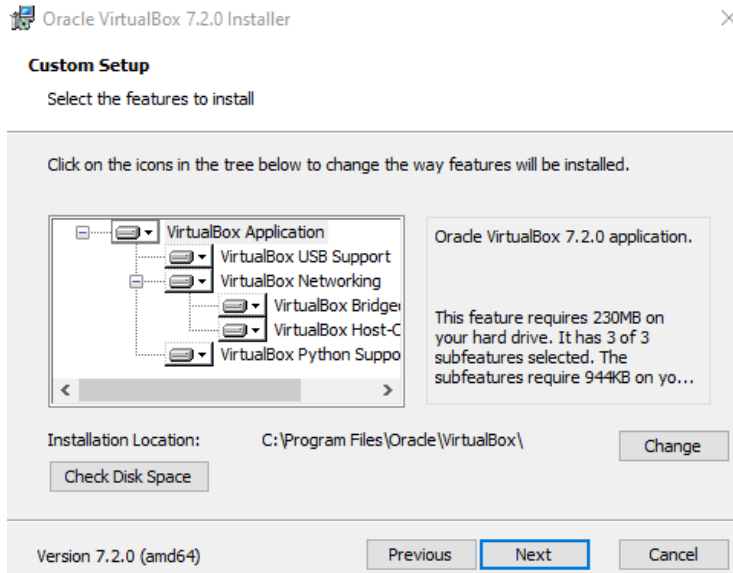 Oracle VirtualBox 7.2.0 Installer
Custom Setup
Select the features to install
Click on the icons in the tree below to change the way features will be installed.
VirtualBox Application
VirtualBox USB Support
VirtualBox Networking
VirtualBox Bridge
VirtualBox Host-C
VirtualBox Python Suppo
Oracle VirtualBox 7.2.0 application.
This feature requires 230MB on
your hard drive. It has 3 of 3
subfeatures selected. The
subfeatures require 944KB on yo...
Installation Location: C:\Program Files\Oracle\VirtualBox\
Change
Check Disk Space
Version 7.2.0 (amd64)
Previous
Next
Cancel